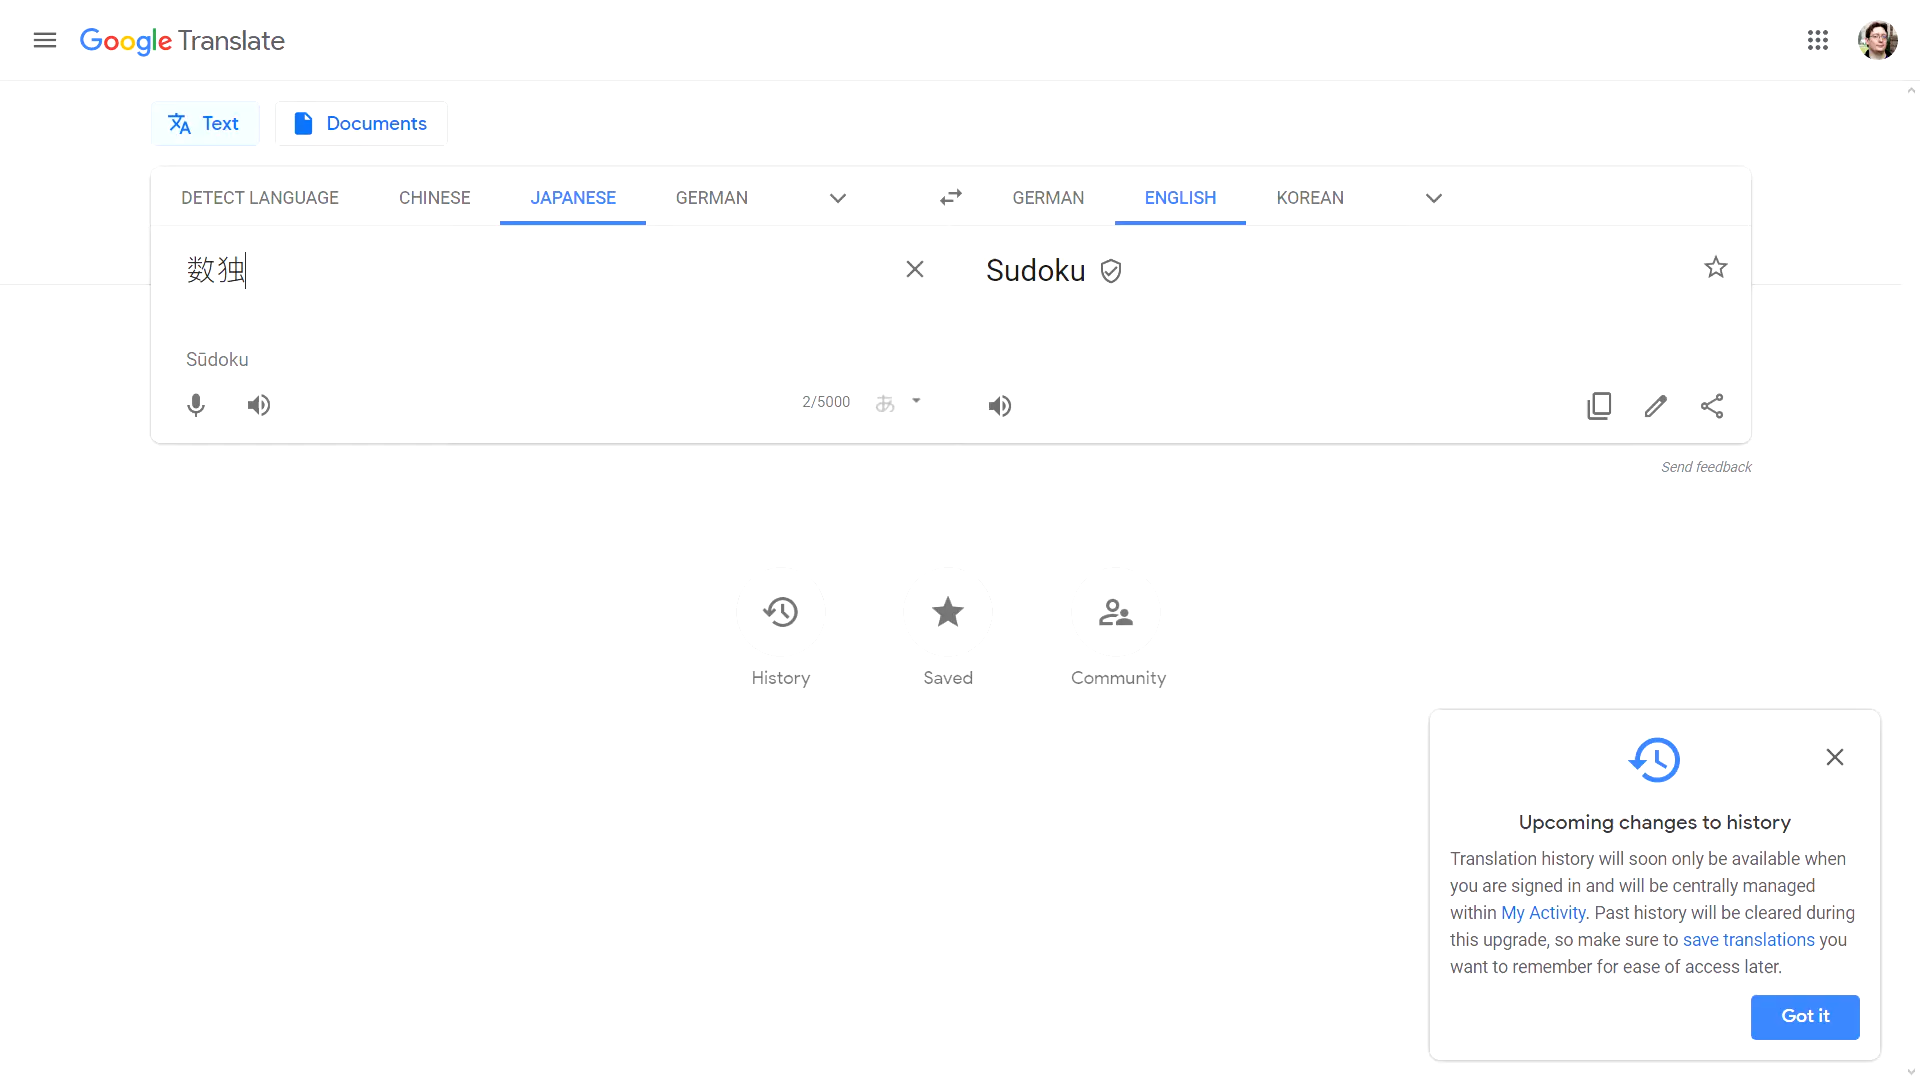 Google Translate
Text
Documents
DETECT LANGUAGE
CHINESE
JAPANESE
GERMAN
GERMAN
ENGLISH
KOREAN
数独
Sudoku
Sūdoku
2/5000
あ
Send feedback
History
Saved
Community
Upcoming changes to history
Translation history will soon only be available when
you are signed in and will be centrally managed
within My Activity. Past history will be cleared during
this upgrade, so make sure to save translations you
want to remember for ease of access later.
Got it